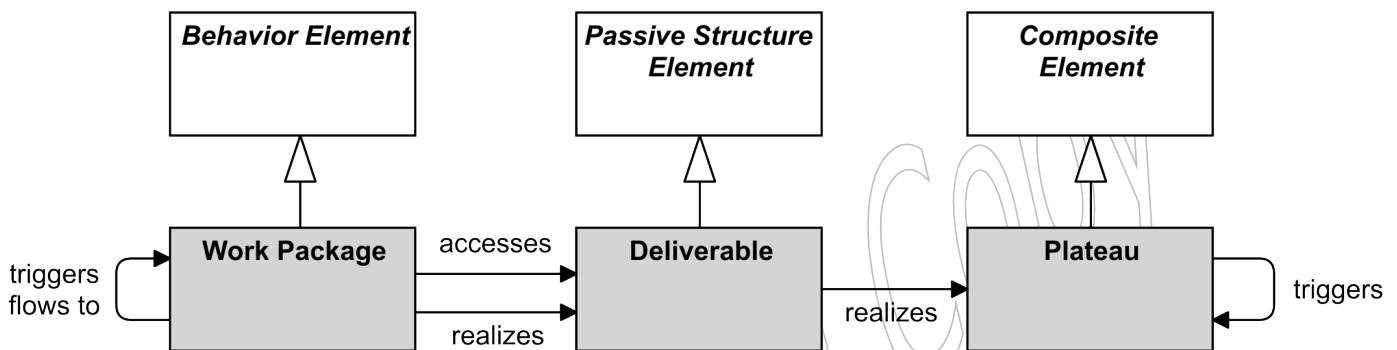 Behavior Element
Passive Structure
Element
Composite
Element
Work Package
accesses
Deliverable
Plateau
triggers
flows to
realizes
realizes
triggers